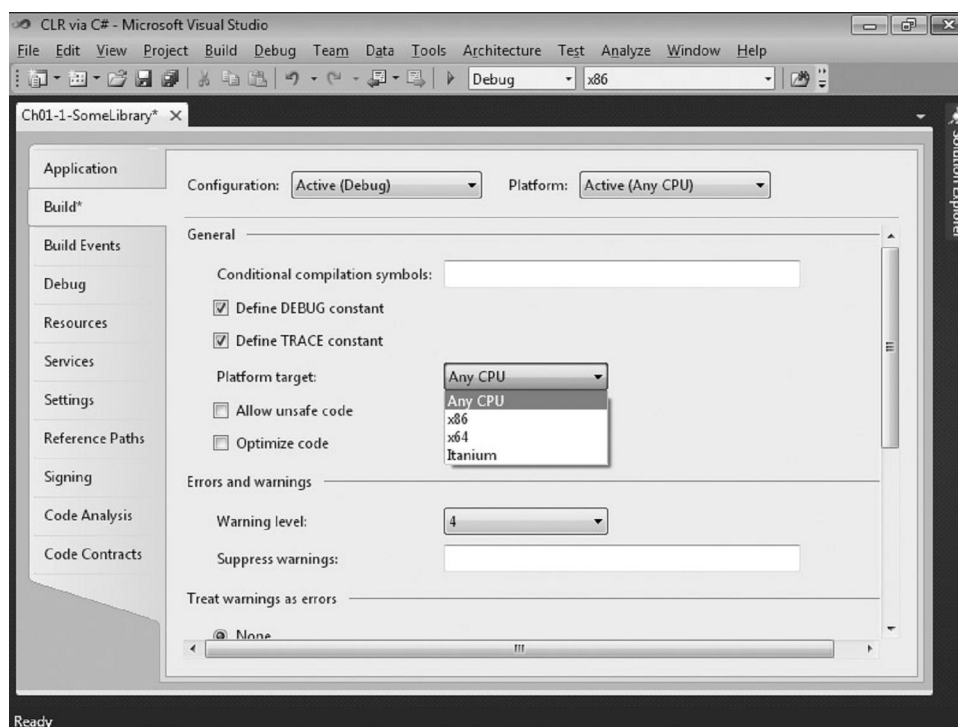 CLR via C# - Microsoft Visual Studio
File Edit View Project Build Debug Team Data Tools Architecture Test Analyze Window Help
Debug x86
Ch01-1-SomeLibrary*
Solution Explorer
Application
Build*
Build Events
Debug
Resources
Services
Settings
Reference Paths
Signing
Code Analysis
Code Contracts
Configuration: Active (Debug) Platform: Active (Any CPU)
General
Conditional compilation symbols:
Define DEBUG constant
Define TRACE constant
Platform target: Any CPU
Any CPU
x86
x64
Itanium
Allow unsafe code
Optimize code
Errors and warnings
Warning level: 4
Suppress warnings:
Treat warnings as errors
None
Ready